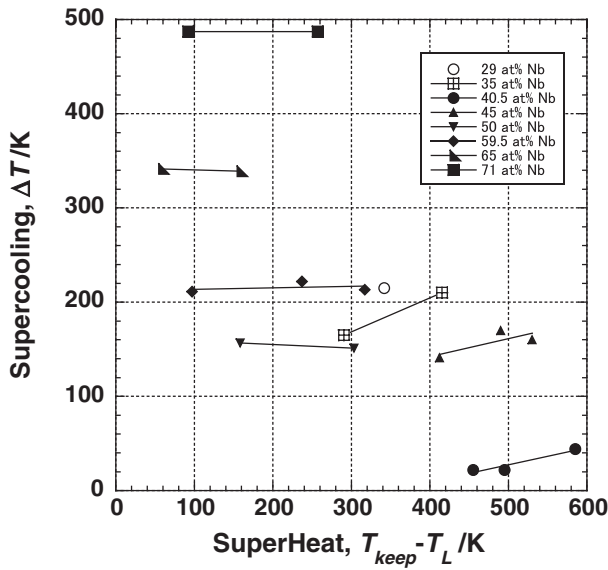 500
400
300
200
100
0
Supercooling, ΔT/K
29 at% Nb
35 at% Nb
40.5 at% Nb
45 at% Nb
50 at% Nb
59.5 at% Nb
65 at% Nb
71 at% Nb
0 100 200 300 400 500 600
SuperHeat, T_keep-T_L /K